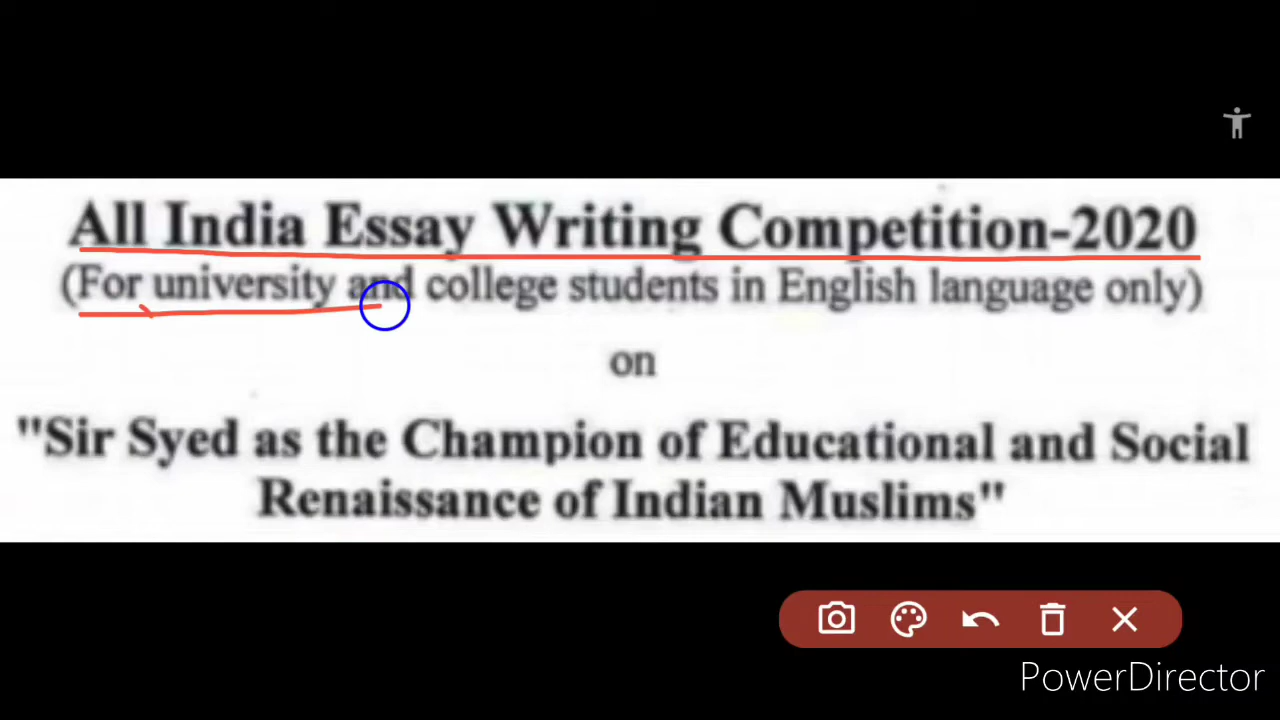 All India Essay Writing Competition-2020
(For university and college students in English language only)
on
"Sir Syed as the Champion of Educational and Social
Renaissance of Indian Muslims"
PowerDirector